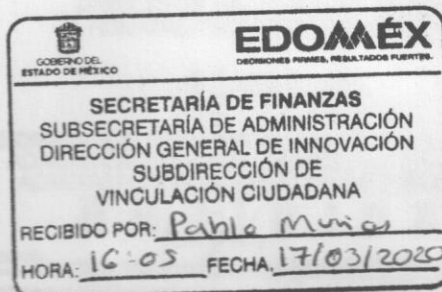 GOBIERNO DEL
ESTADO DE MÉXICO
EDOMÉX
DECISIONES FIRMES, RESULTADOS FUERTES.
SECRETARÍA DE FINANZAS
SUBSECRETARÍA DE ADMINISTRACIÓN
DIRECCIÓN GENERAL DE INNOVACIÓN
SUBDIRECCIÓN DE
VINCULACIÓN CIUDADANA
RECIBIDO POR: Pablo
HORA: 16:05 FECHA. 17/03/2020